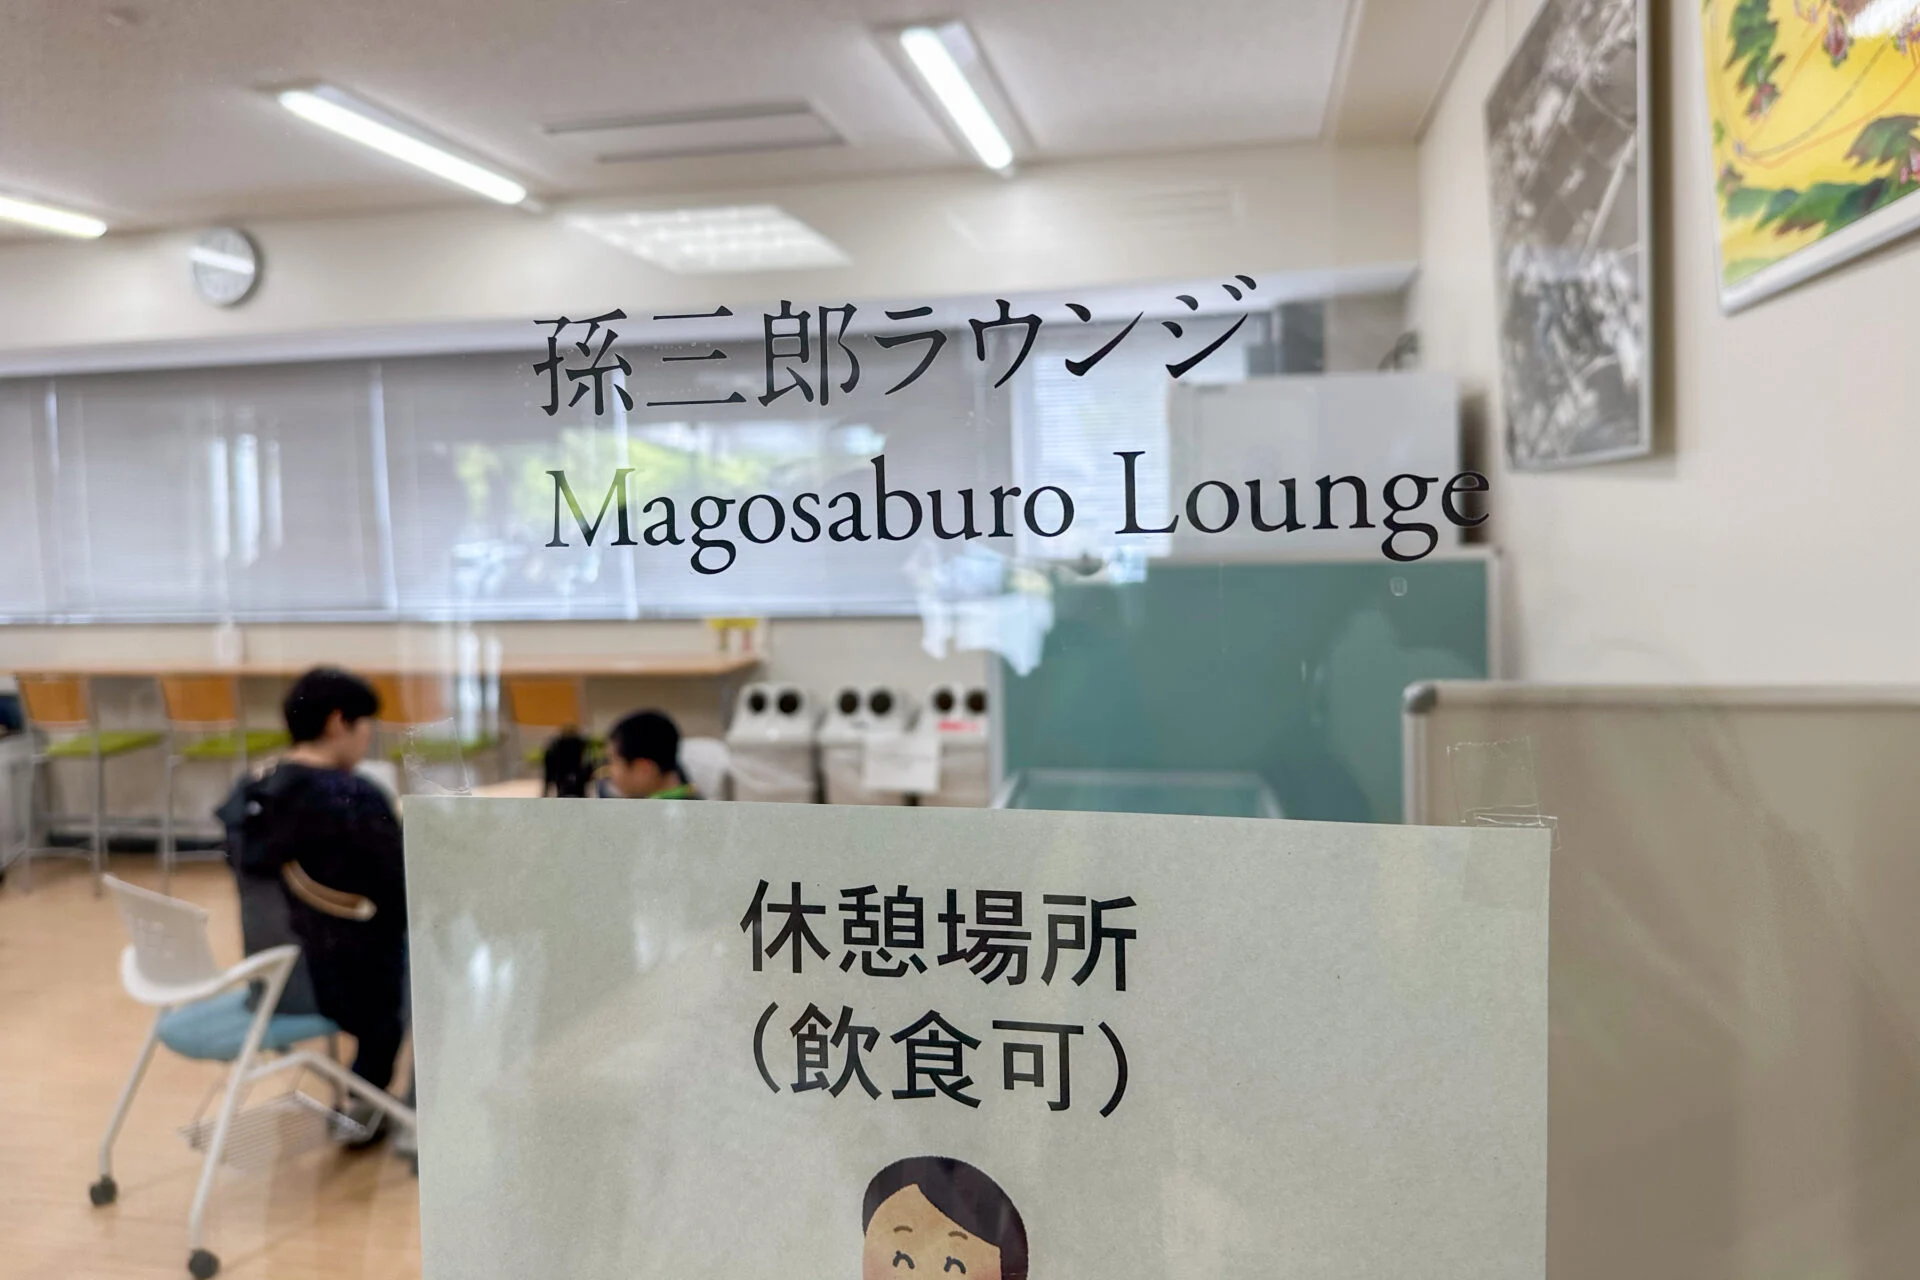 孫三郎ラウンジ
Magosaburo Lounge
休憩場所
（飲食可）